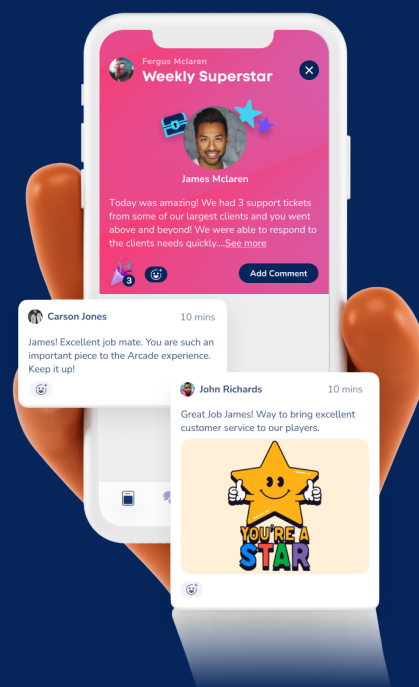 Fergus Mclaren
Weekly Superstar
James Mclaren
Today was amazing! We had 3 support tickets
from some of our largest clients and you went
above and beyond! We were able to respond to
the clients needs quickly....See more
3
Add Comment
Carson Jones 10 mins
James! Excellent job mate. You are such an
important piece to the Arcade experience.
Keep it up!
John Richards 10 mins
Great Job James! Way to bring excellent
customer service to our players.
YOU'RE A
STAR